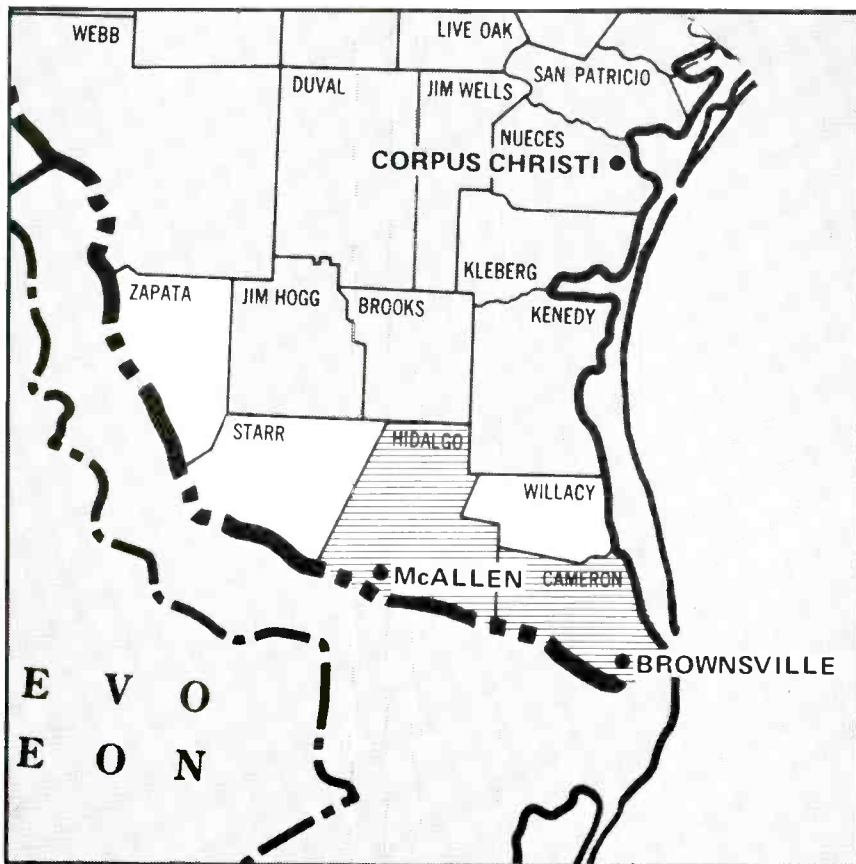 WEBB
LIVE OAK
DUVAL
JIM WELLS
SAN PATRICIO
NUECES
CORPUS CHRISTI
KLEBERG
ZAPATA
JIM HOGG
BROOKS
KENEDY
STARR
HIDALGO
WILLACY
McALLEN
CAMERON
BROWNSVILLE
E V O
E O N